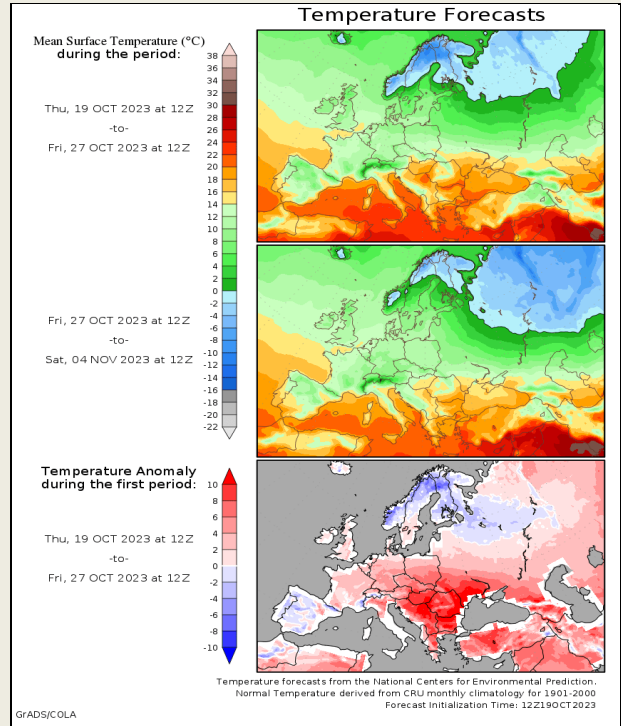 Temperature Forecasts
Mean Surface Temperature (°C)
during the period:
38
36
34
32
30
28
26
24
22
20
18
16
14
12
10
8
6
4
2
0
-2
-4
-6
-8
-10
-12
-14
-16
-18
-20
-22
Thu, 19 OCT 2023 at 12Z
-to-
Fri, 27 OCT 2023 at 12Z
Fri, 27 OCT 2023 at 12Z
-to-
Sat, 04 NOV 2023 at 12Z
Temperature Anomaly
during the first period:
10
8
6
4
2
0
-2
-4
-6
-8
-10
Thu, 19 OCT 2023 at 12Z
-to-
Fri, 27 OCT 2023 at 12Z
Temperature forecasts from the National Centers for Environmental Prediction.
Normal Temperature derived from CRU monthly climatology for 1901-2000
Forecast Initialization Time: 12Z19OCT2023
GrADS/COLA